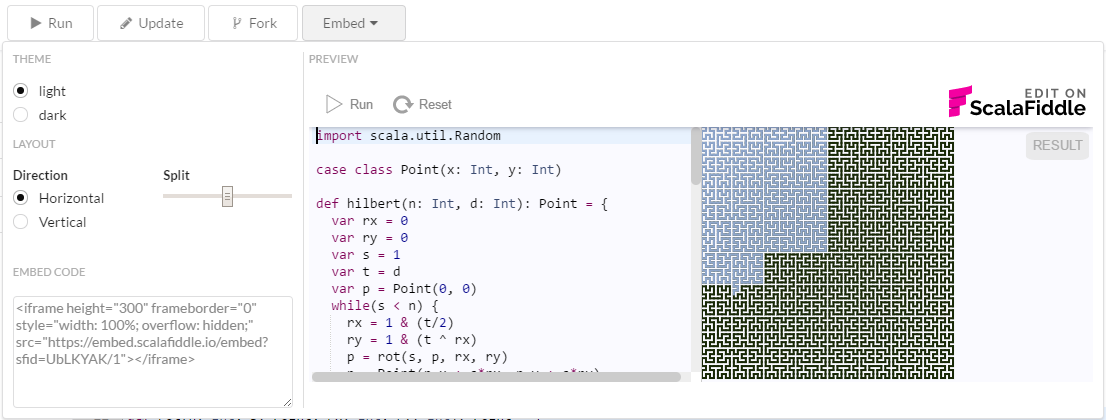 Run Update Fork Embed
THEME
light
dark
LAYOUT
Direction Split
Horizontal
Vertical
EMBED CODE
<iframe height="300" frameborder="0"
style="width: 100%; overflow: hidden;"
src="https://embed.scalafiddle.io/embed?
sfid=UbLKYAK/1"></iframe>
PREVIEW
Run Reset
EDIT ON
ScalaFiddle
import scala.util.Random
case class Point(x: Int, y: Int)
def hilbert(n: Int, d: Int): Point = {
var rx = 0
var ry = 0
var s = 1
var t = d
var p = Point(0, 0)
while(s < n) {
rx = 1 & (t/2)
ry = 1 & (t ^ rx)
p = rot(s, p, rx, ry)
RESULT